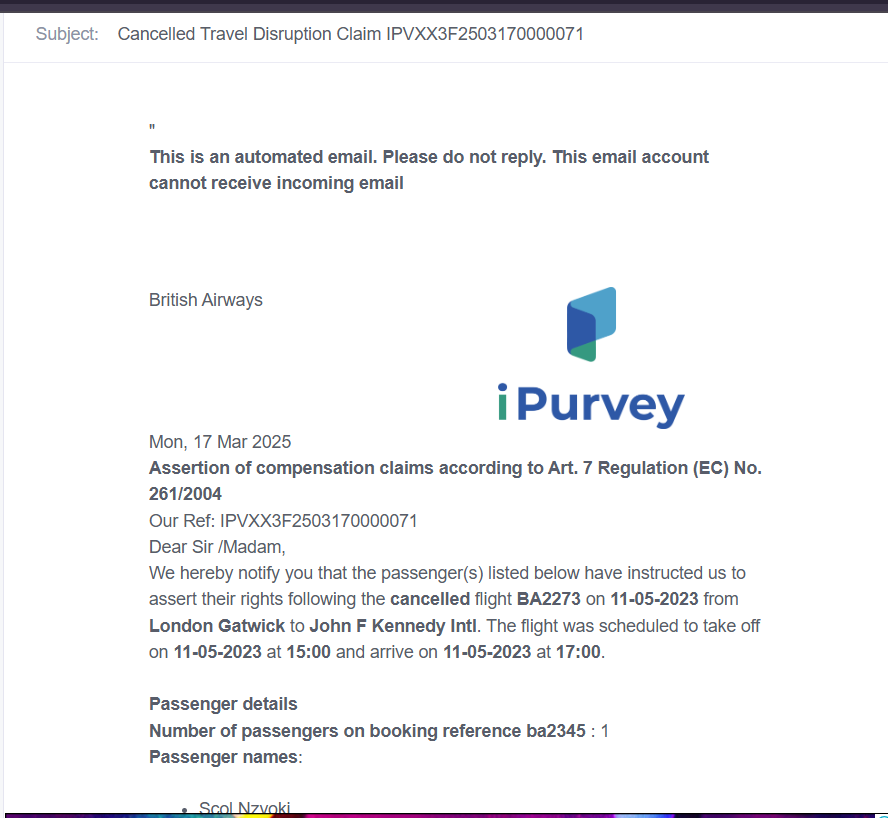 Subject: Cancelled Travel Disruption Claim IPVXX3F2503170000071
"
This is an automated email. Please do not reply. This email account
cannot receive incoming email
British Airways
iPurvey
Mon, 17 Mar 2025
Assertion of compensation claims according to Art. 7 Regulation (EC) No.
261/2004
Our Ref: IPVXX3F2503170000071
Dear Sir /Madam,
We hereby notify you that the passenger(s) listed below have instructed us to
assert their rights following the cancelled flight BA2273 on 11-05-2023 from
London Gatwick to John F Kennedy Intl. The flight was scheduled to take off
on 11-05-2023 at 15:00 and arrive on 11-05-2023 at 17:00.
Passenger details
Number of passengers on booking reference ba2345 : 1
Passenger names:
• Scol Nzvoki